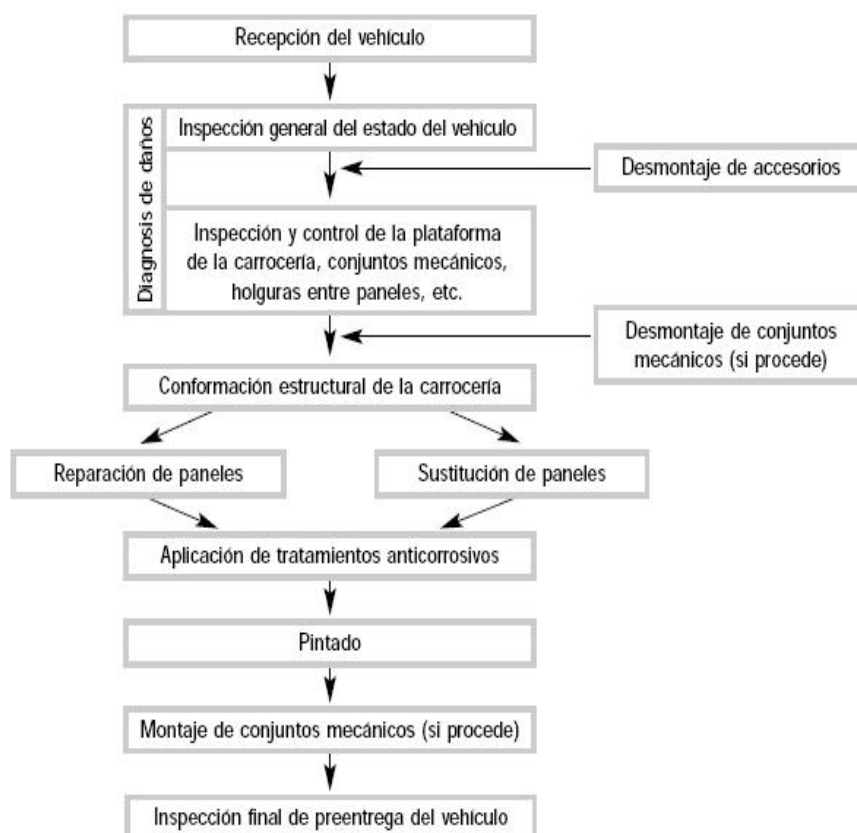 Recepción del vehículo
Diagnosis de daños
Inspección general del estado del vehículo
Desmontaje de accesorios
Inspección y control de la plataforma
de la carrocería, conjuntos mecánicos,
holguras entre paneles, etc.
Desmontaje de conjuntos
mecánicos (si procede)
Conformación estructural de la carrocería
Reparación de paneles
Sustitución de paneles
Aplicación de tratamientos anticorrosivos
Pintado
Montaje de conjuntos mecánicos (si procede)
Inspección final de preentrega del vehículo